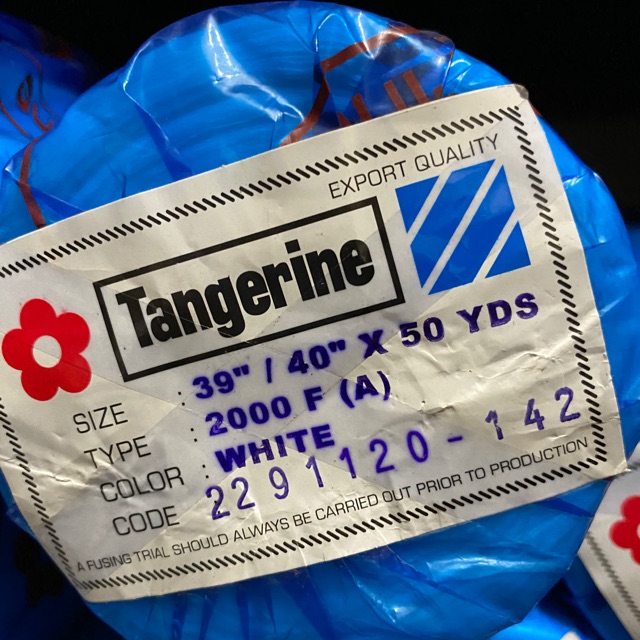 EXPORT QUALITY
Tangerine
SIZE : 39" / 40" X 50 YDS
TYPE : 2000 F (A)
COLOR : WHITE
CODE 2291120-142
A FUSING TRIAL SHOULD ALWAYS BE CARRIED OUT PRIOR TO PRODUCTION